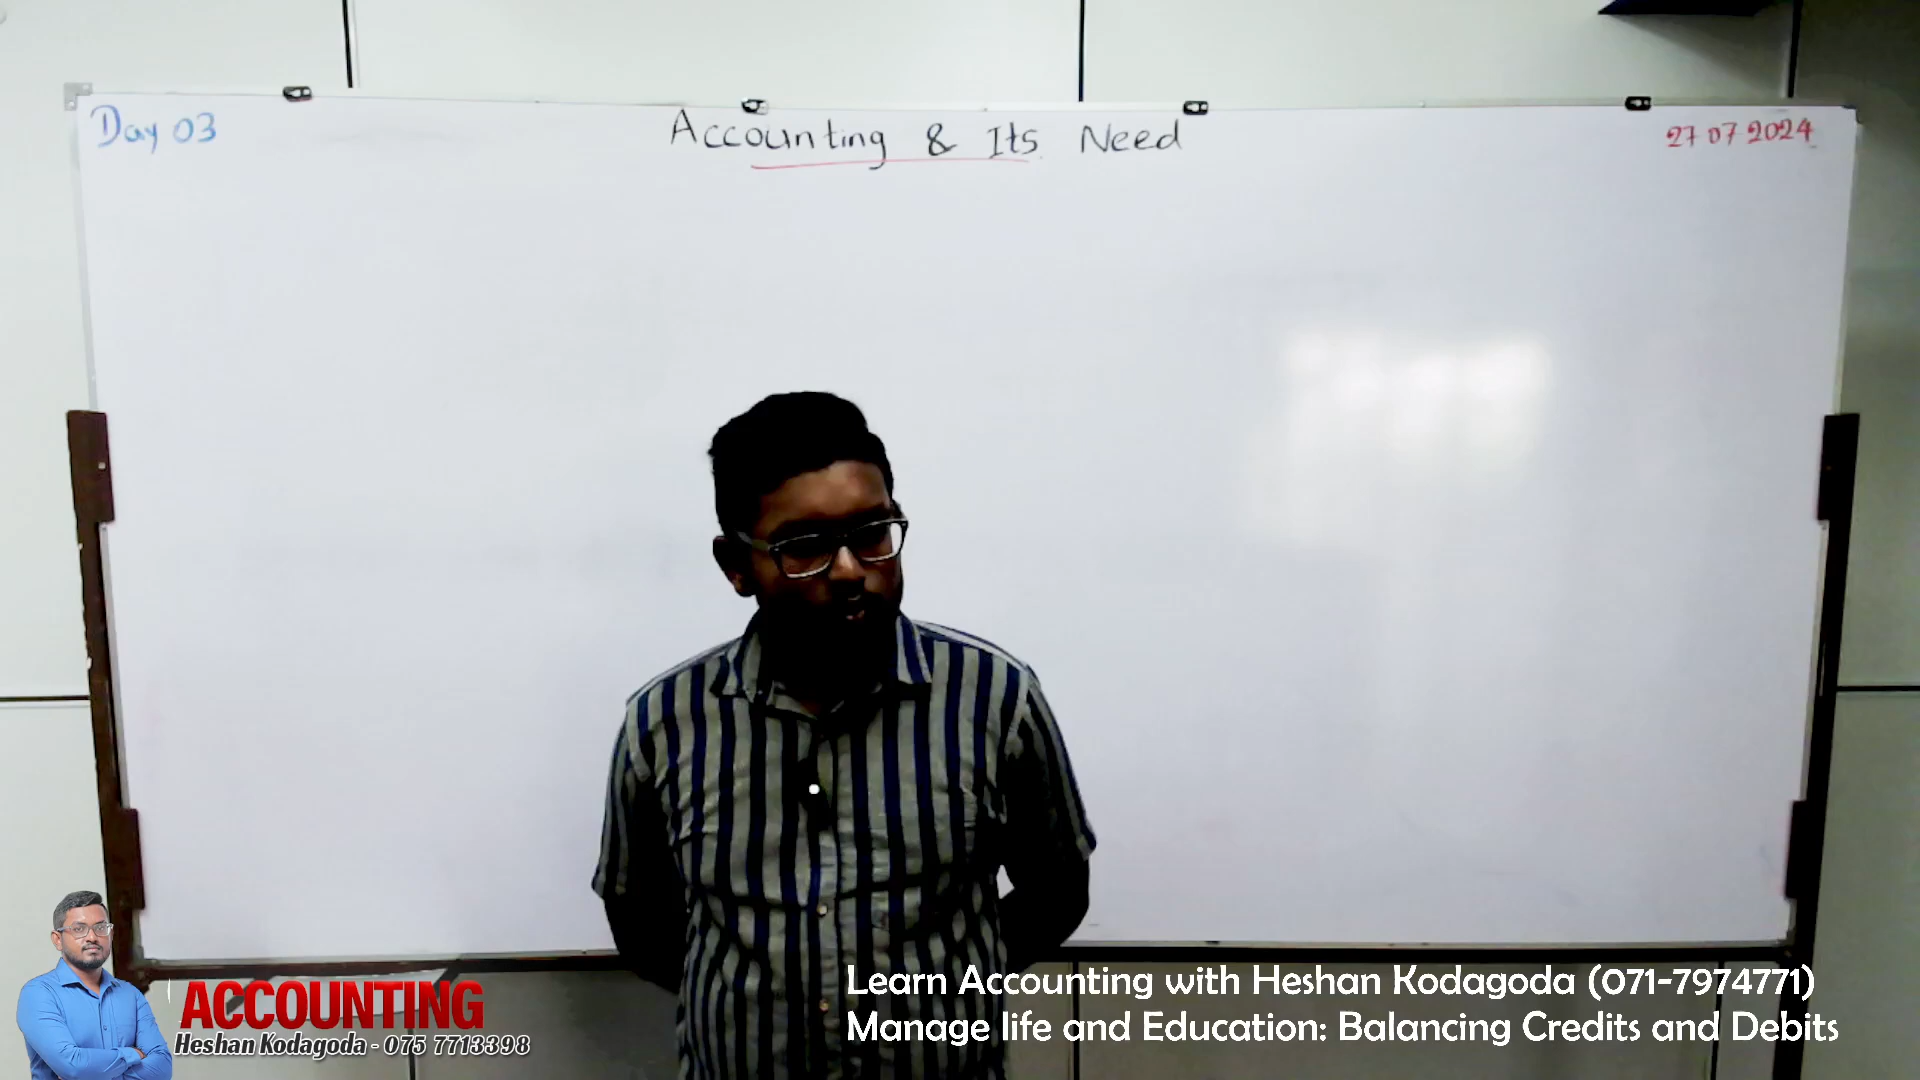 Day 03
Accounting & Its Need
27 07 2024
ACCOUNTING
Heshan Kodagoda - 075 7713398
Learn Accounting with Heshan Kodagoda (071-7974771)
Manage life and Education: Balancing Credits and Debits